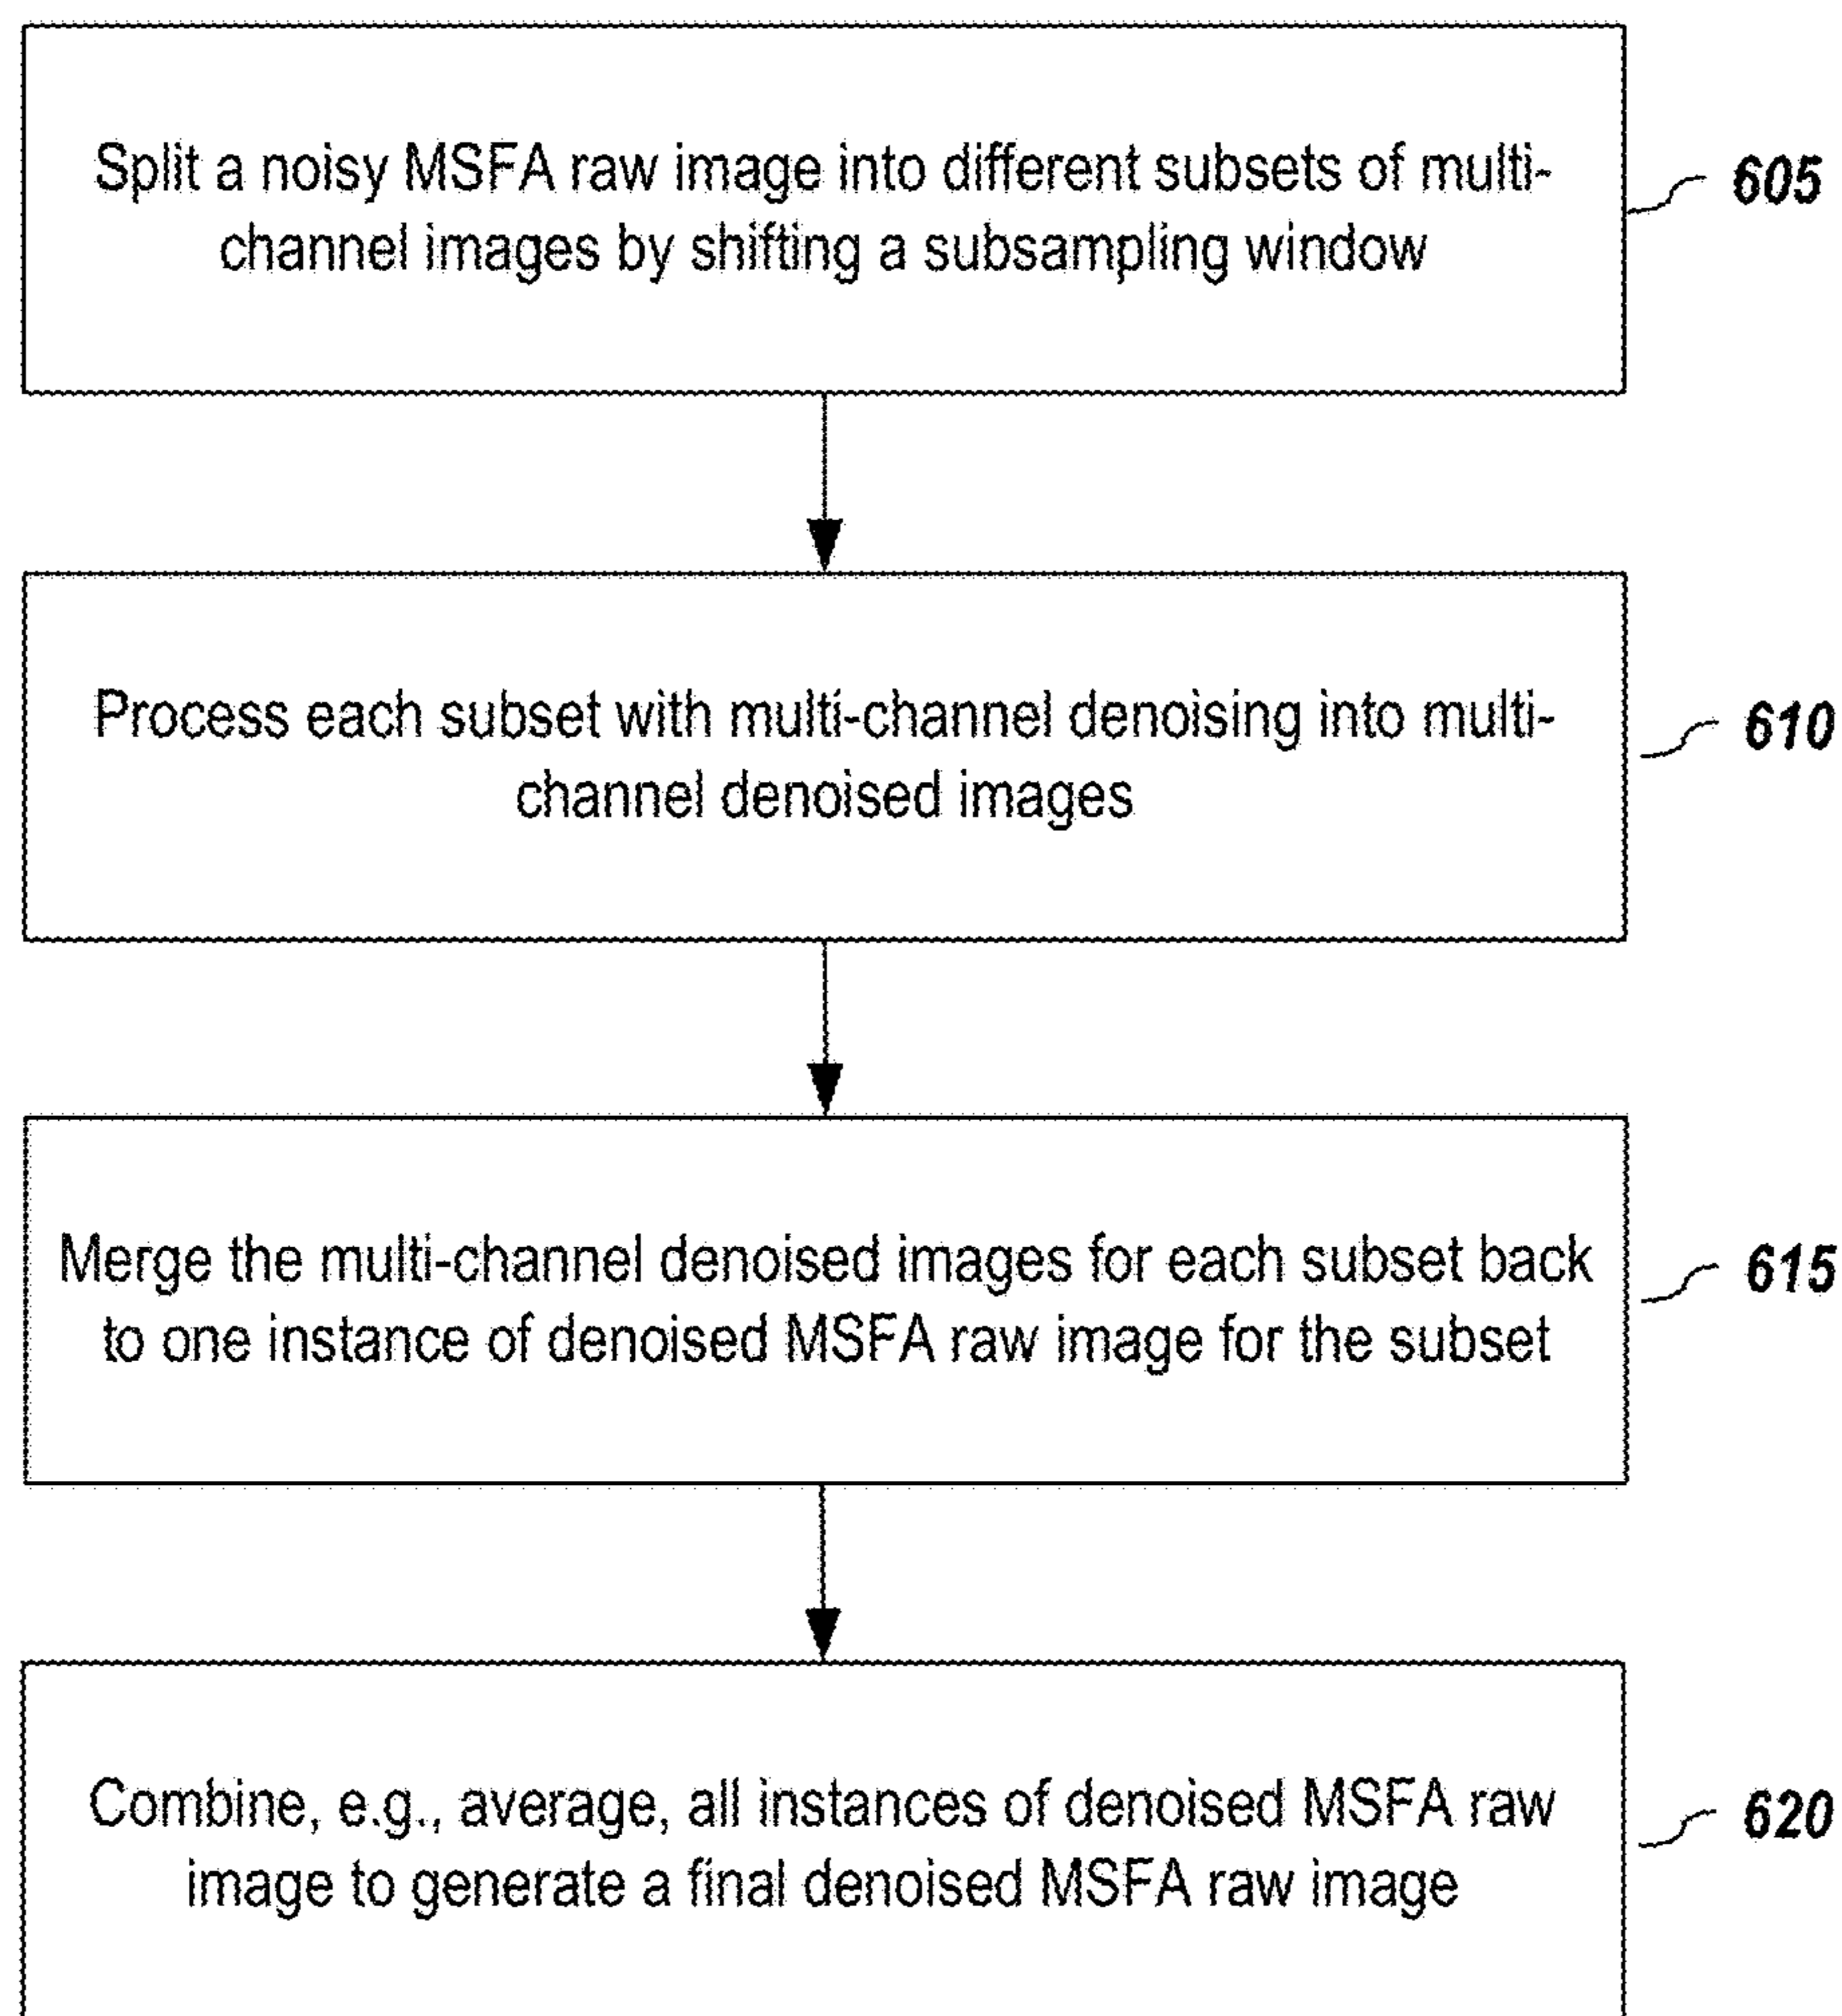 Split a noisy MSFA raw image into different subsets of multi-
channel images by shifting a subsampling window
605
Process each subset with multi-channel denoising into multi-
channel denoised images
610
Merge the multi-channel denoised images for each subset back
to one instance of denoised MSFA raw image for the subset
615
Combine, e.g., average, all instances of denoised MSFA raw
image to generate a final denoised MSFA raw image
620